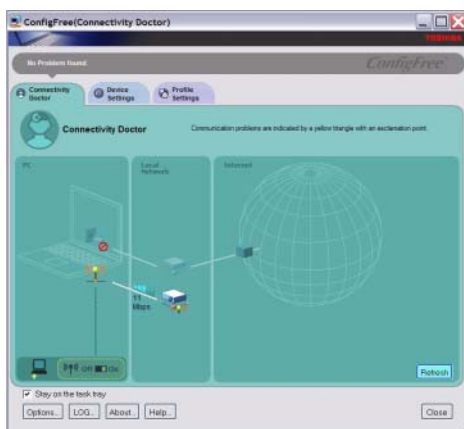 ConfigFree(Connectivity Doctor)
TOSHIBA
No Problem found.
ConfigFree
Connectivity Doctor
Device Settings
Profile Settings
Connectivity Doctor
Communication problems are indicated by a yellow triangle with an exclamation point.
PC
Local Network
Internet
11 Mbps
Off On
Refresh
Stay on the task tray
Options... LOG... About... Help... Close